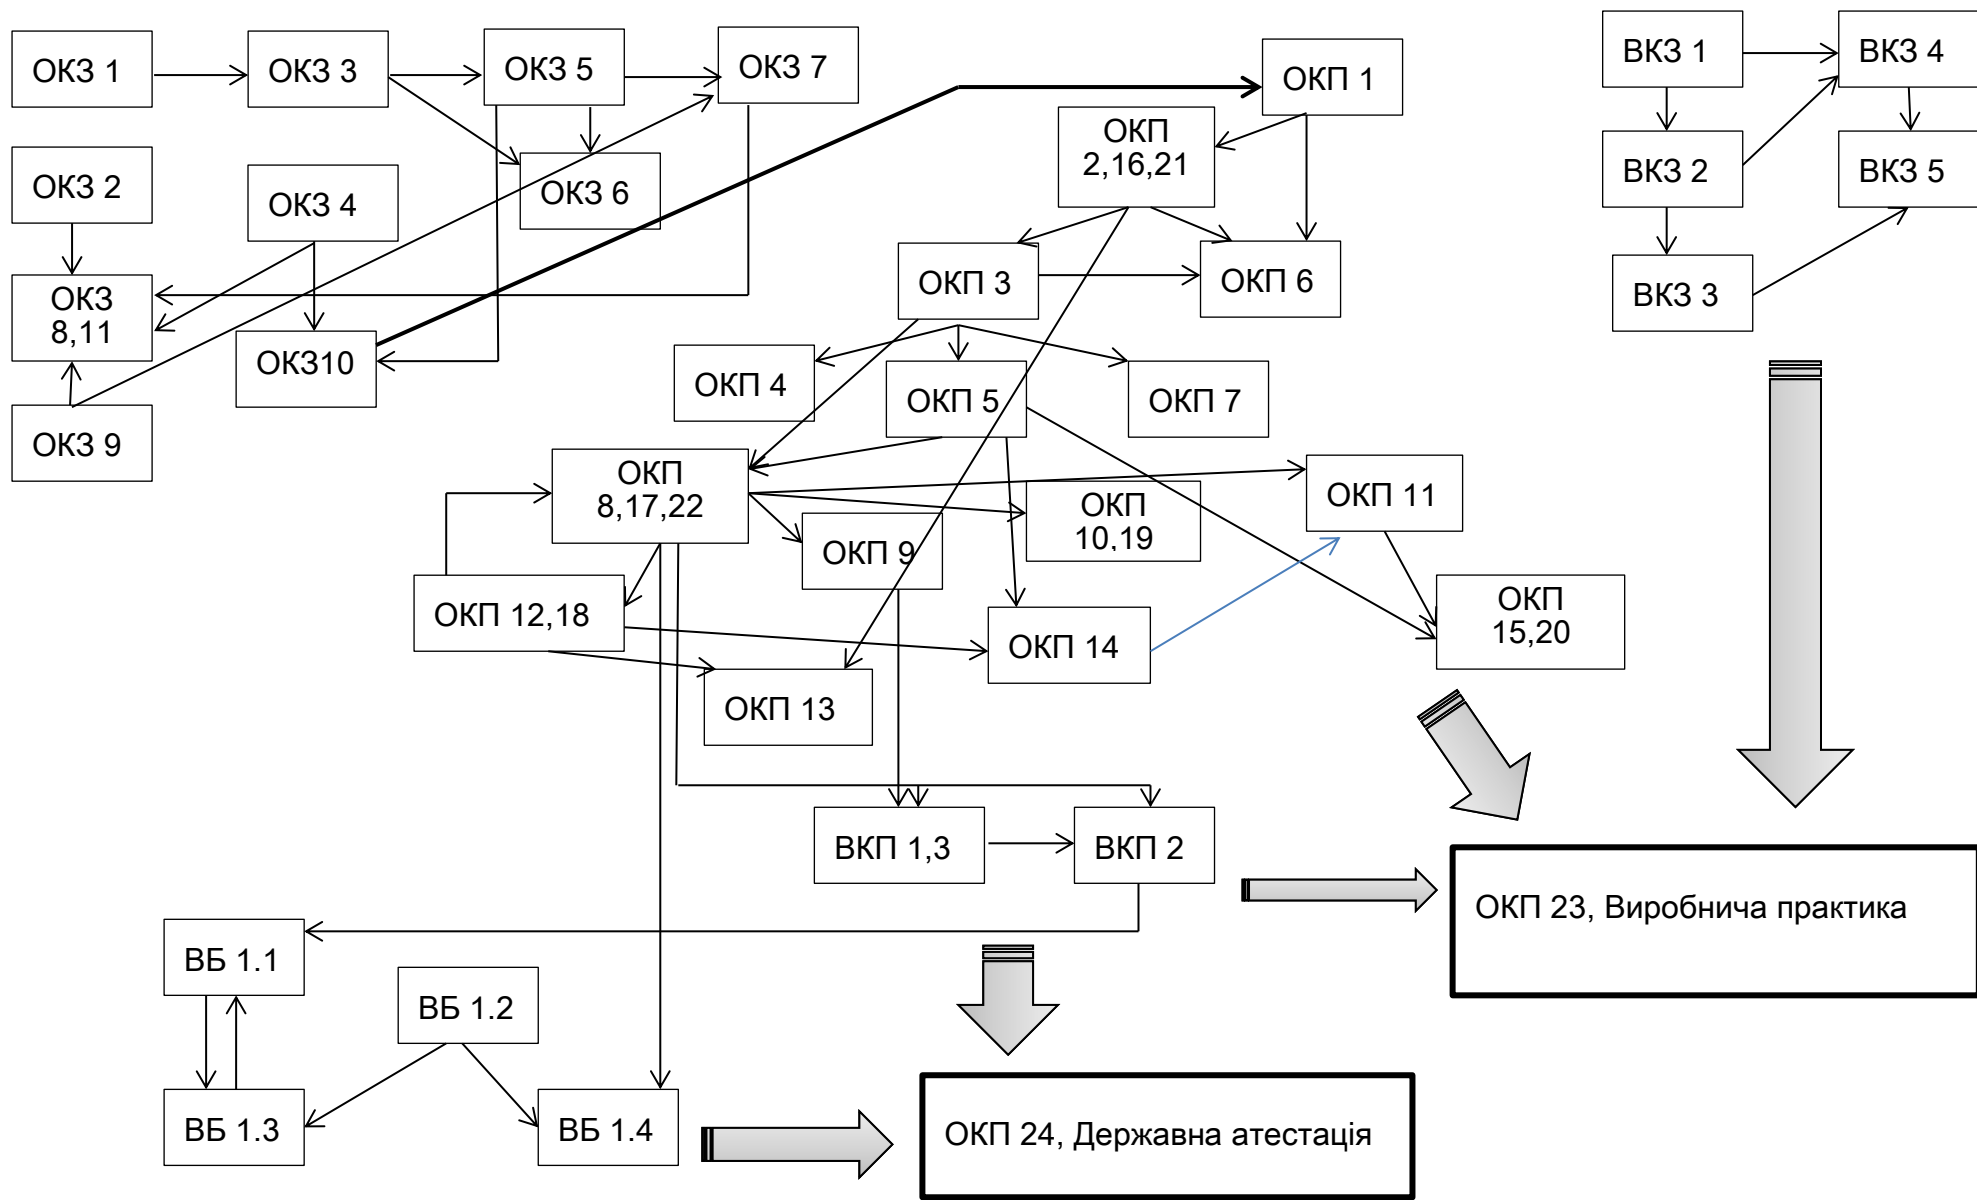 ОКЗ 1
ОКЗ 3
ОКЗ 5
ОКЗ 7
ОКП 1
ВКЗ 1
ВКЗ 4
ОКЗ 2
ОКЗ 4
ОКЗ 6
ОКП
2,16,21
ВКЗ 2
ВКЗ 5
ОКЗ
8,11
ОКЗ10
ОКП 3
ОКП 6
ВКЗ 3
ОКЗ 9
ОКП 4
ОКП 5
ОКП 7
ОКП
8,17,22
ОКП 9
ОКП
10,19
ОКП 11
ОКП 12,18
ОКП 14
ОКП
15,20
ОКП 13
ВКП 1,3
ВКП 2
ОКП 23, Виробнича практика
ВБ 1.1
ВБ 1.2
ВБ 1.3
ВБ 1.4
ОКП 24, Державна атестація